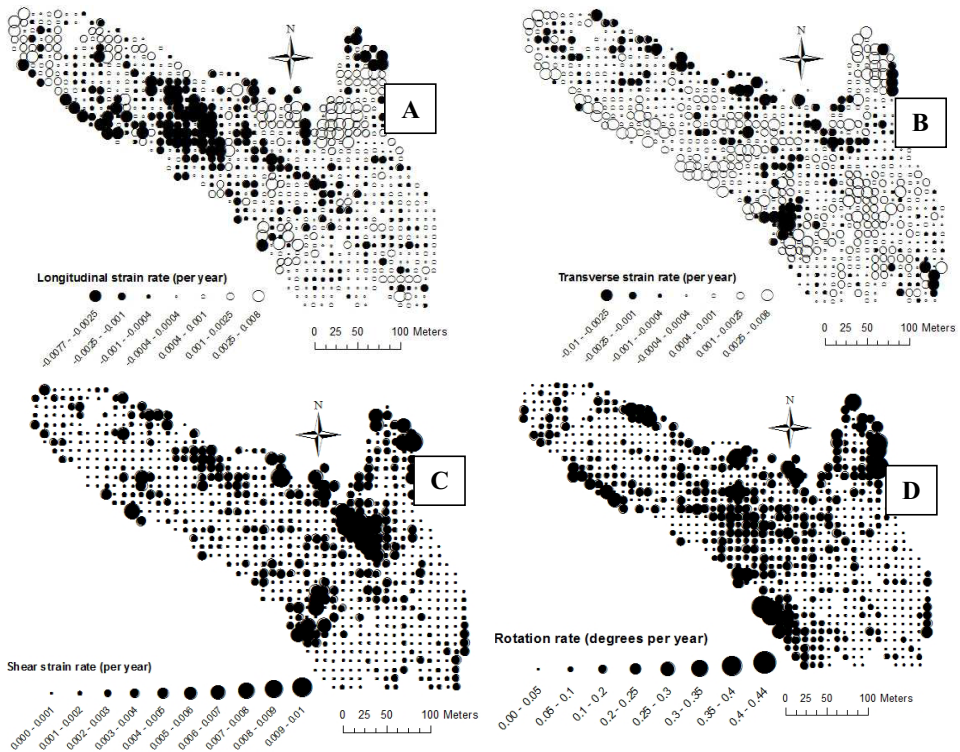 N
A
Longitudinal strain rate (per year)
-0.0077 - -0.0025
-0.0025 - -0.001
-0.001 - -0.0004
-0.0004 - 0.0004
0.0004 - 0.001
0.001 - 0.0025
0.0025 - 0.008
0 25 50 100 Meters
N
B
Transverse strain rate (per year)
-0.01 - -0.0025
-0.0025 - -0.001
-0.001 - -0.0004
-0.0004 - 0.0004
0.0004 - 0.001
0.001 - 0.0025
0.0025 - 0.008
0 25 50 100 Meters
N
C
Shear strain rate (per year)
0.000 - 0.001
0.001 - 0.002
0.002 - 0.003
0.003 - 0.004
0.004 - 0.005
0.005 - 0.006
0.006 - 0.007
0.007 - 0.008
0.008 - 0.009
0.009 - 0.01
0 25 50 100 Meters
N
D
Rotation rate (degrees per year)
0.00 - 0.05
0.05 - 0.1
0.1 - 0.2
0.2 - 0.25
0.25 - 0.3
0.3 - 0.35
0.35 - 0.4
0.4 - 0.44
0 25 50 100 Meters